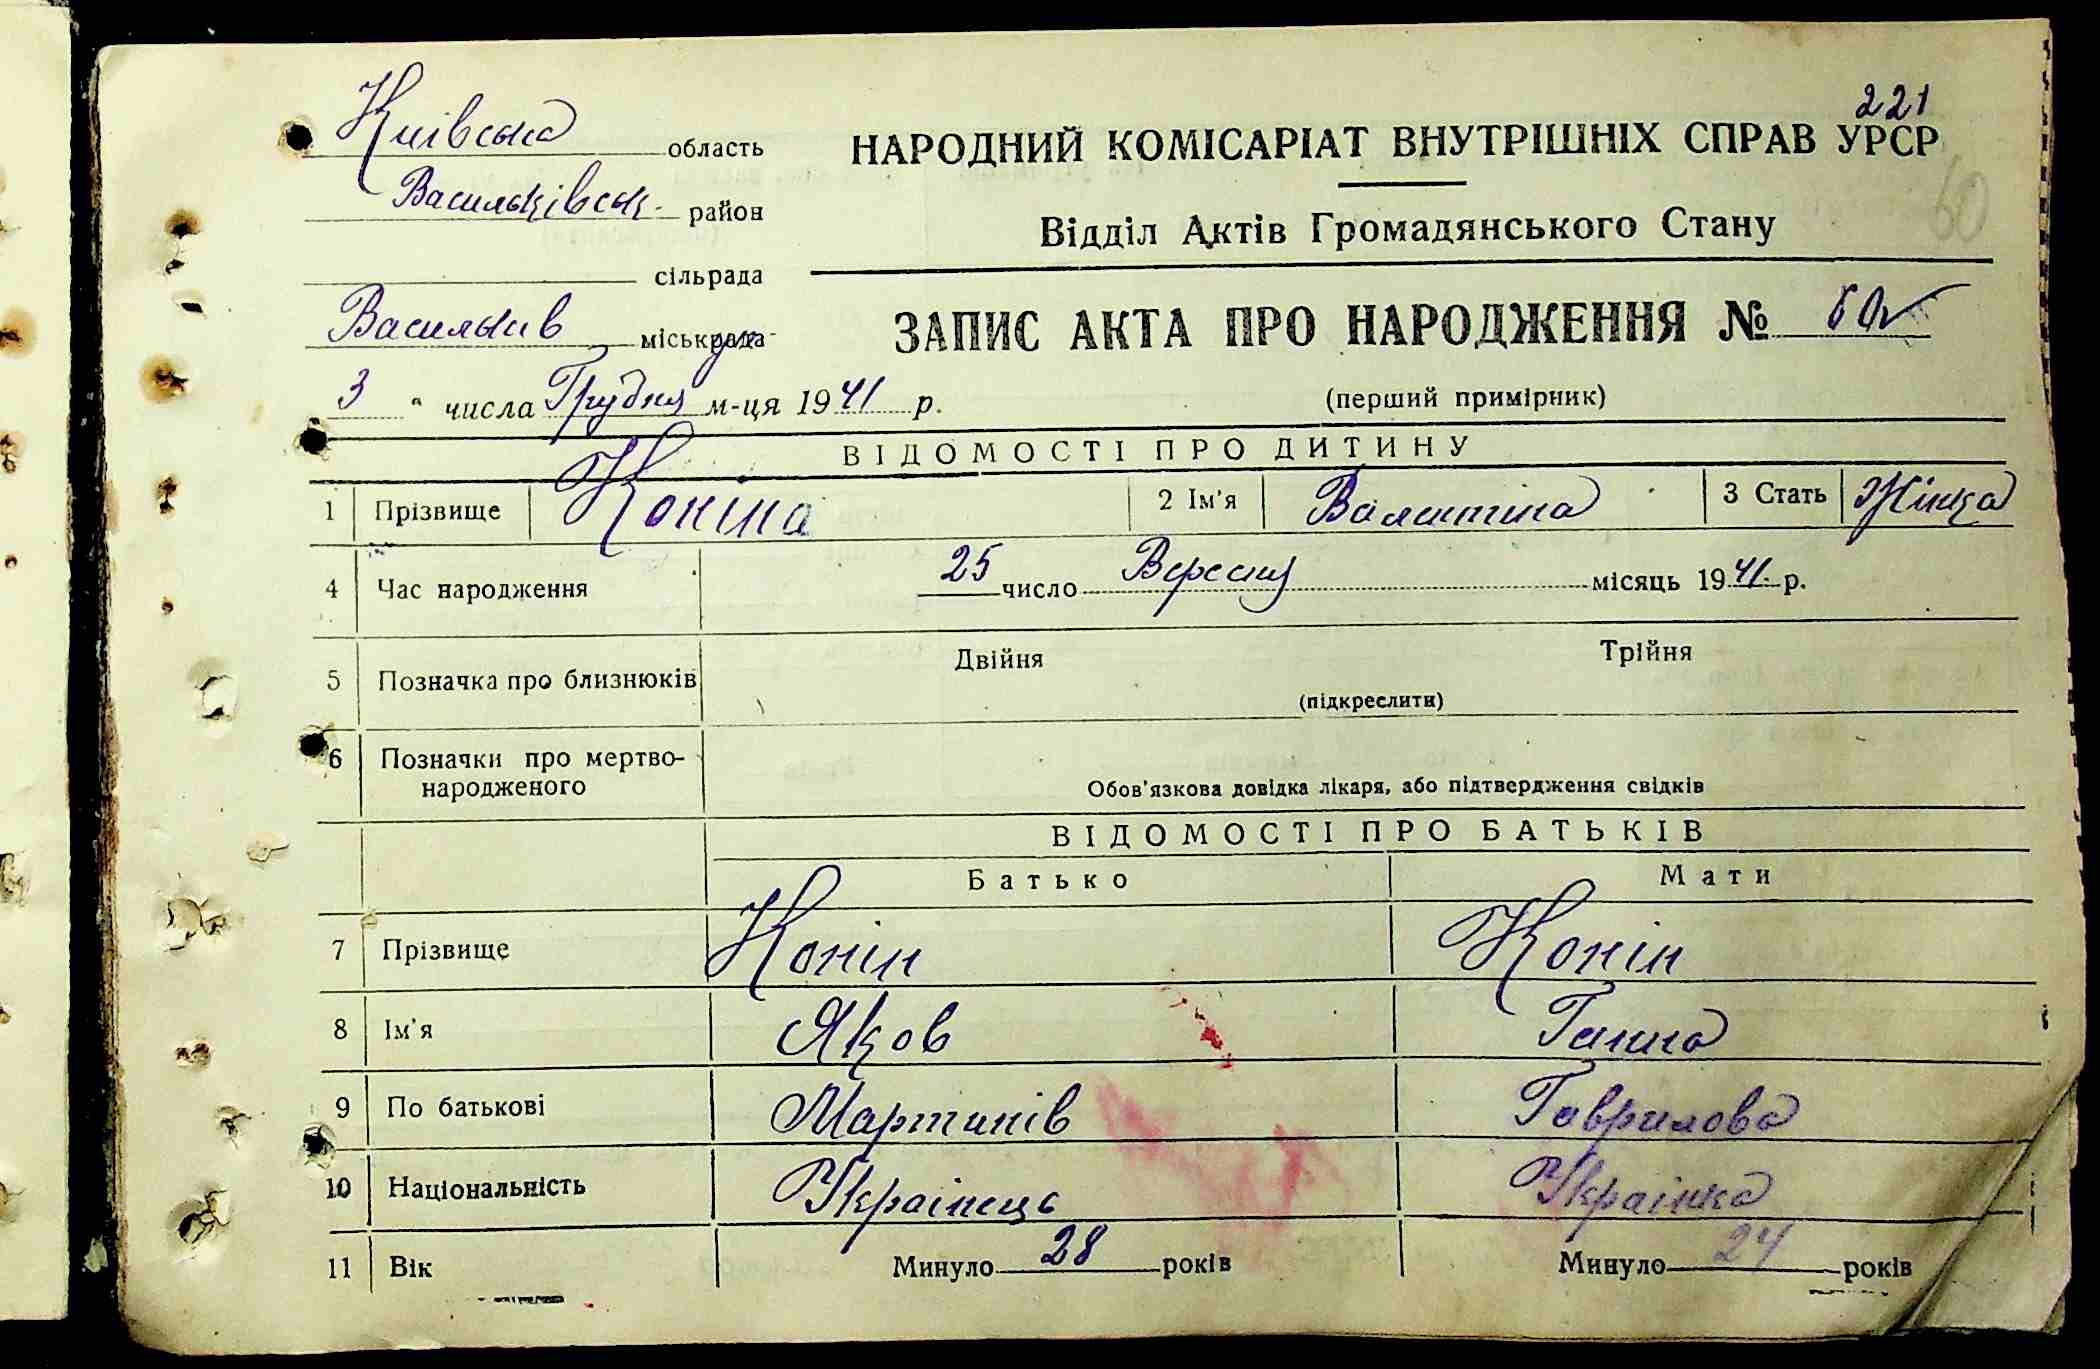 221
Київська область
НАРОДНИЙ КОМІСАРІАТ ВНУТРІШНІХ СПРАВ УРСР
Васильківськ. район
60
Відділ Актів Громадянського Стану
сільрада
Васильків міськрада
ЗАПИС АКТА ПРО НАРОДЖЕННЯ № 60
3 " числа Грудня м-ця 1941 р.
(перший примірник)
ВІДОМОСТІ ПРО ДИТИНУ
1 Прізвище Коніна 2 Ім'я Валентіна 3 Стать Жінка
4 Час народження 25 число Вересня місяць 1941 р.
5 Позначка про близнюків Двійня Трійня
(підкреслити)
6 Позначки про мертво-
народженого
Обов'язкова довідка лікаря, або підтвердження свідків
ВІДОМОСТІ ПРО БАТЬКІВ
Батько Мати
7 Прізвище Конін Конін
8 Ім'я Яков Ганна
9 По батькові Мартинів Гаврилова
10 Національність Украінець Украінка
11 Вік Минуло 28 років Минуло 24 років